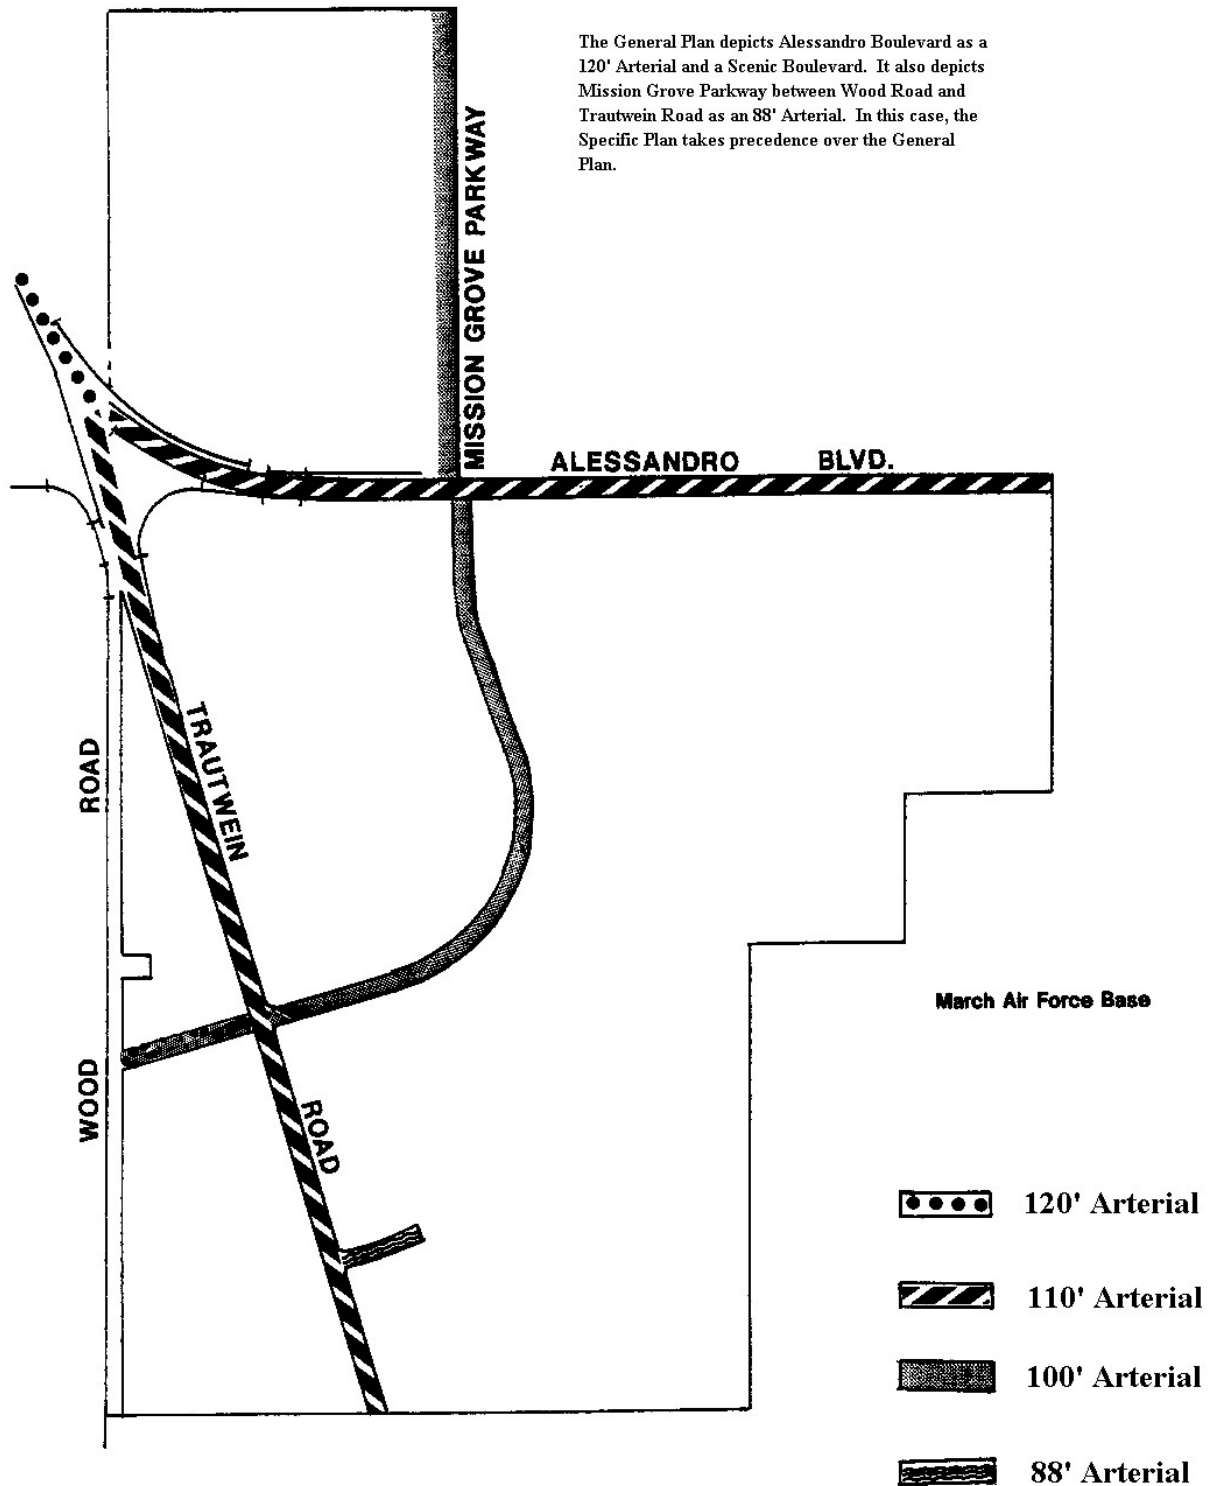 The General Plan depicts Alessandro Boulevard as a
120' Arterial and a Scenic Boulevard. It also depicts
Mission Grove Parkway between Wood Road and
Trautwein Road as an 88' Arterial. In this case, the
Specific Plan takes precedence over the General
Plan.
MISSION GROVE PARKWAY
ALESSANDRO BLVD.
TRAUTWEIN
ROAD
WOOD
ROAD
March Air Force Base
120' Arterial
110' Arterial
100' Arterial
88' Arterial